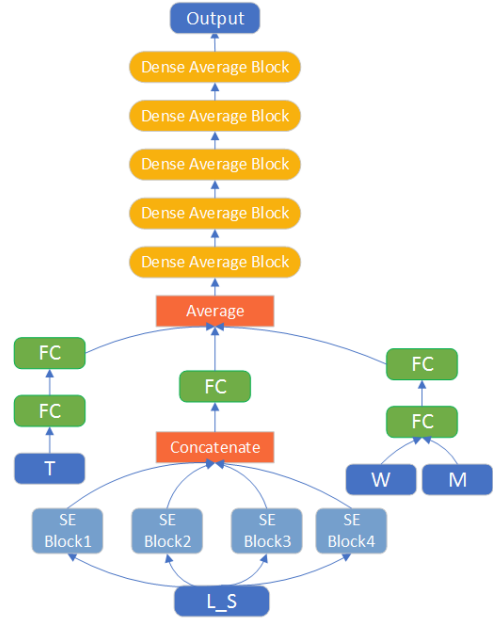 Output
Dense Average Block
Dense Average Block
Dense Average Block
Dense Average Block
Dense Average Block
Average
FC
FC
FC
FC
FC
Concatenate
T
W
M
SE
Block1
SE
Block2
SE
Block3
SE
Block4
L_S